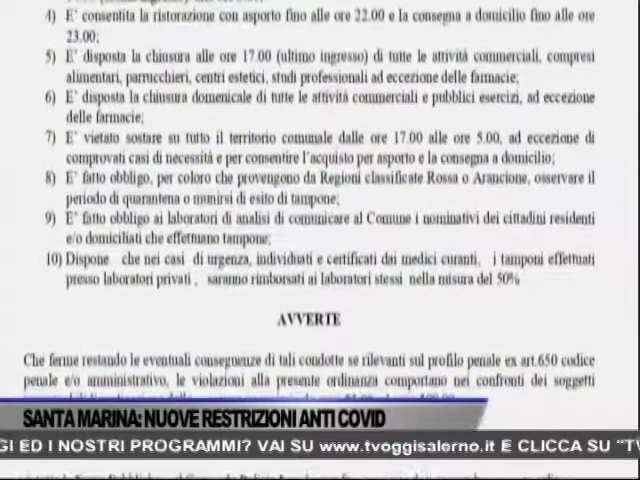 4) E' consentita la ristorazione con asporto fino alle ore 22.00 e la consegna a domicilio fino alle ore
23.00;
5) E' disposta la chiusura alle ore 17.00 (ultimo ingresso) di tutte le attività commerciali, compresi
alimentari, parrucchieri, centri estetici, studi professionali ad eccezione delle farmacie;
6) E' disposta la chiusura domenicale di tutte le attività commerciali e pubblici esercizi, ad eccezione
delle farmacie;
7) E' vietato sostare su tutto il territorio comunale dalle ore 17.00 alle ore 5.00, ad eccezione di
comprovati casi di necessità e per consentire l'acquisto per asporto e la consegna a domicilio;
8) E' fatto obbligo, per coloro che provengono da Regioni classificate Rossa o Arancione, osservare il
periodo di quarantena o munirsi di esito di tampone;
9) E' fatto obbligo ai laboratori di analisi di comunicare al Comune i nominativi dei cittadini residenti
e/o domiciliati che effettuano tampone;
10) Dispone che nei casi di urgenza, individuati e certificati dai medici curanti, i tamponi effettuati
presso laboratori privati , saranno rimborsati ai laboratori stessi nella misura del 50%
AVVERTE
Che ferme restando le eventuali conseguenze di tali condotte se rilevanti sul profilo penale ex art.650 codice
penale e/o amministrativo, le violazioni alla presente ordinanza comportano nei confronti dei soggetti
SANTA MARINA: NUOVE RESTRIZIONI ANTI COVID
GI ED I NOSTRI PROGRAMMI? VAI SU www.tvoggisalerno.it E CLICCA SU "TV